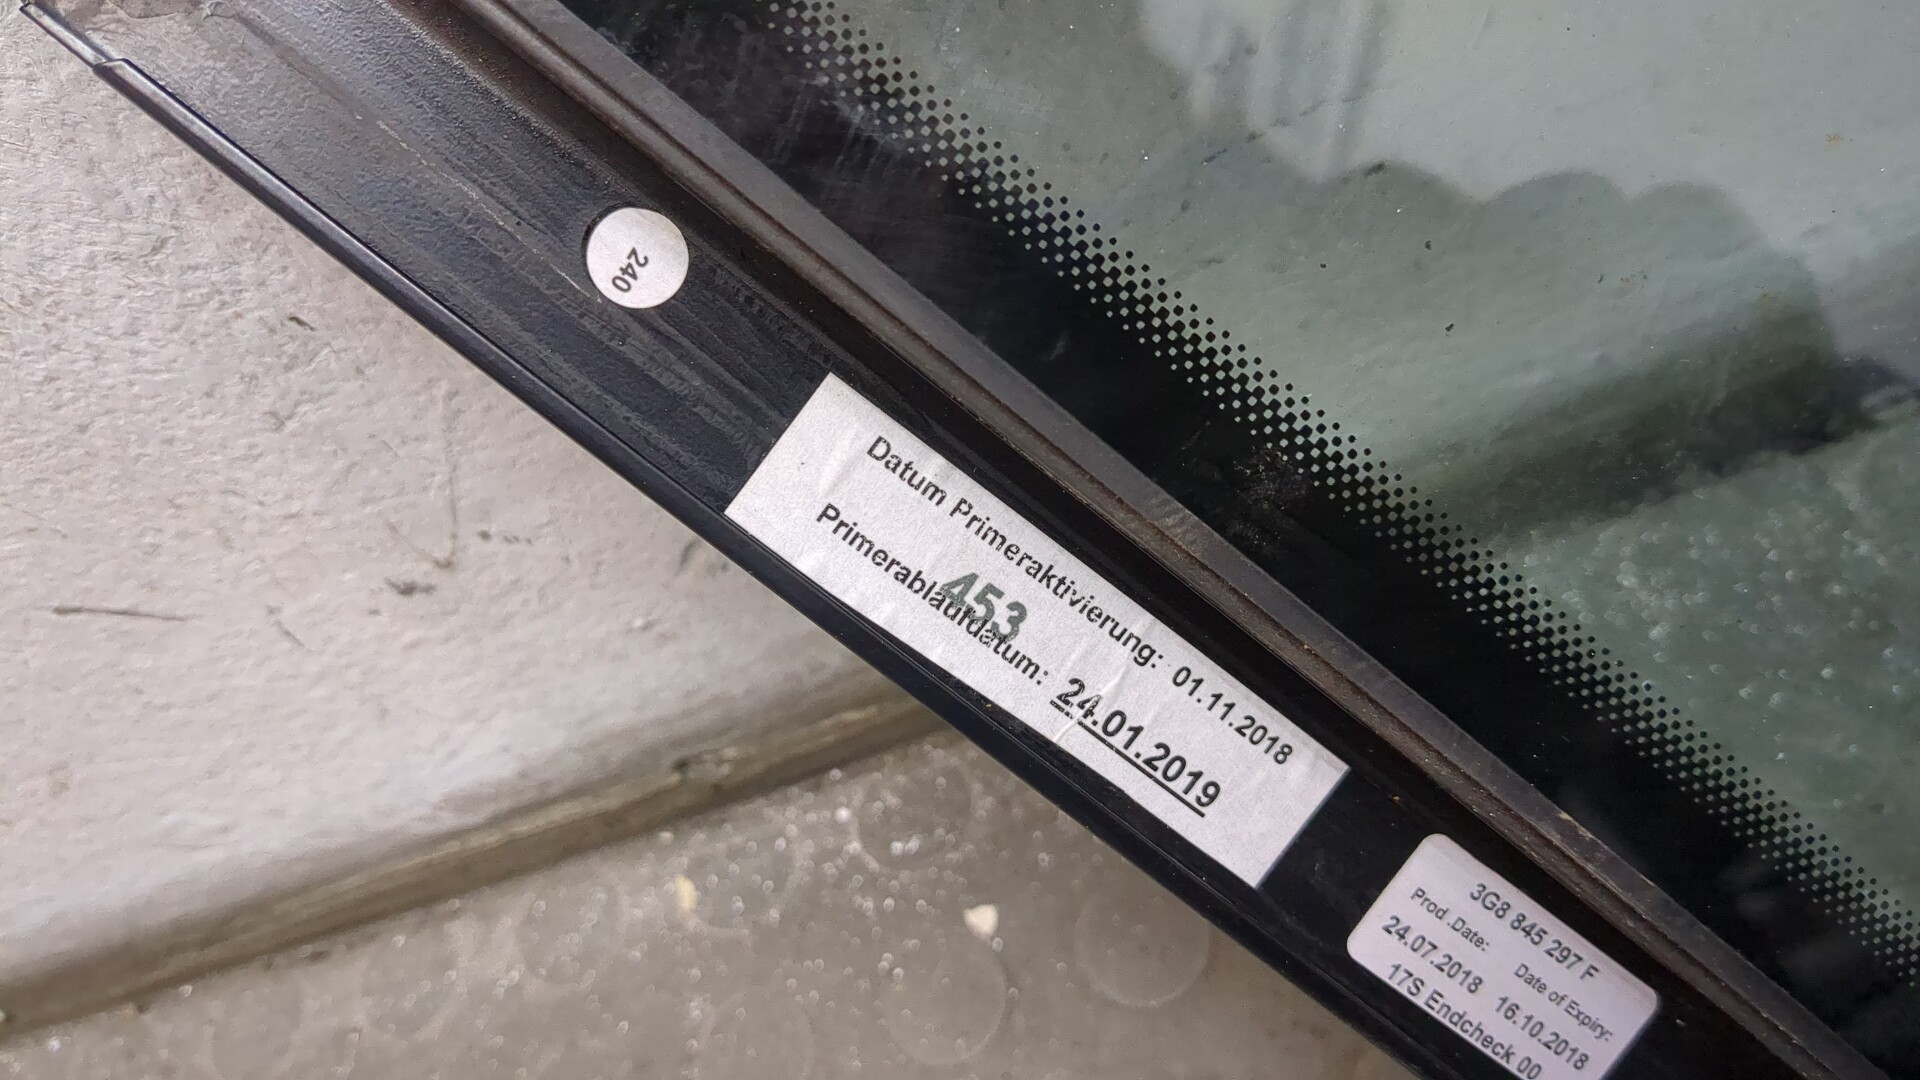 240
Datum Primeraktivierung: 01.11.2018
453
Primerablaufdatum: 24.01.2019
3G8 845 297 F
Prod.Date: Date of Expiry:
24.07.2018 16.10.2018
17S Endcheck 00